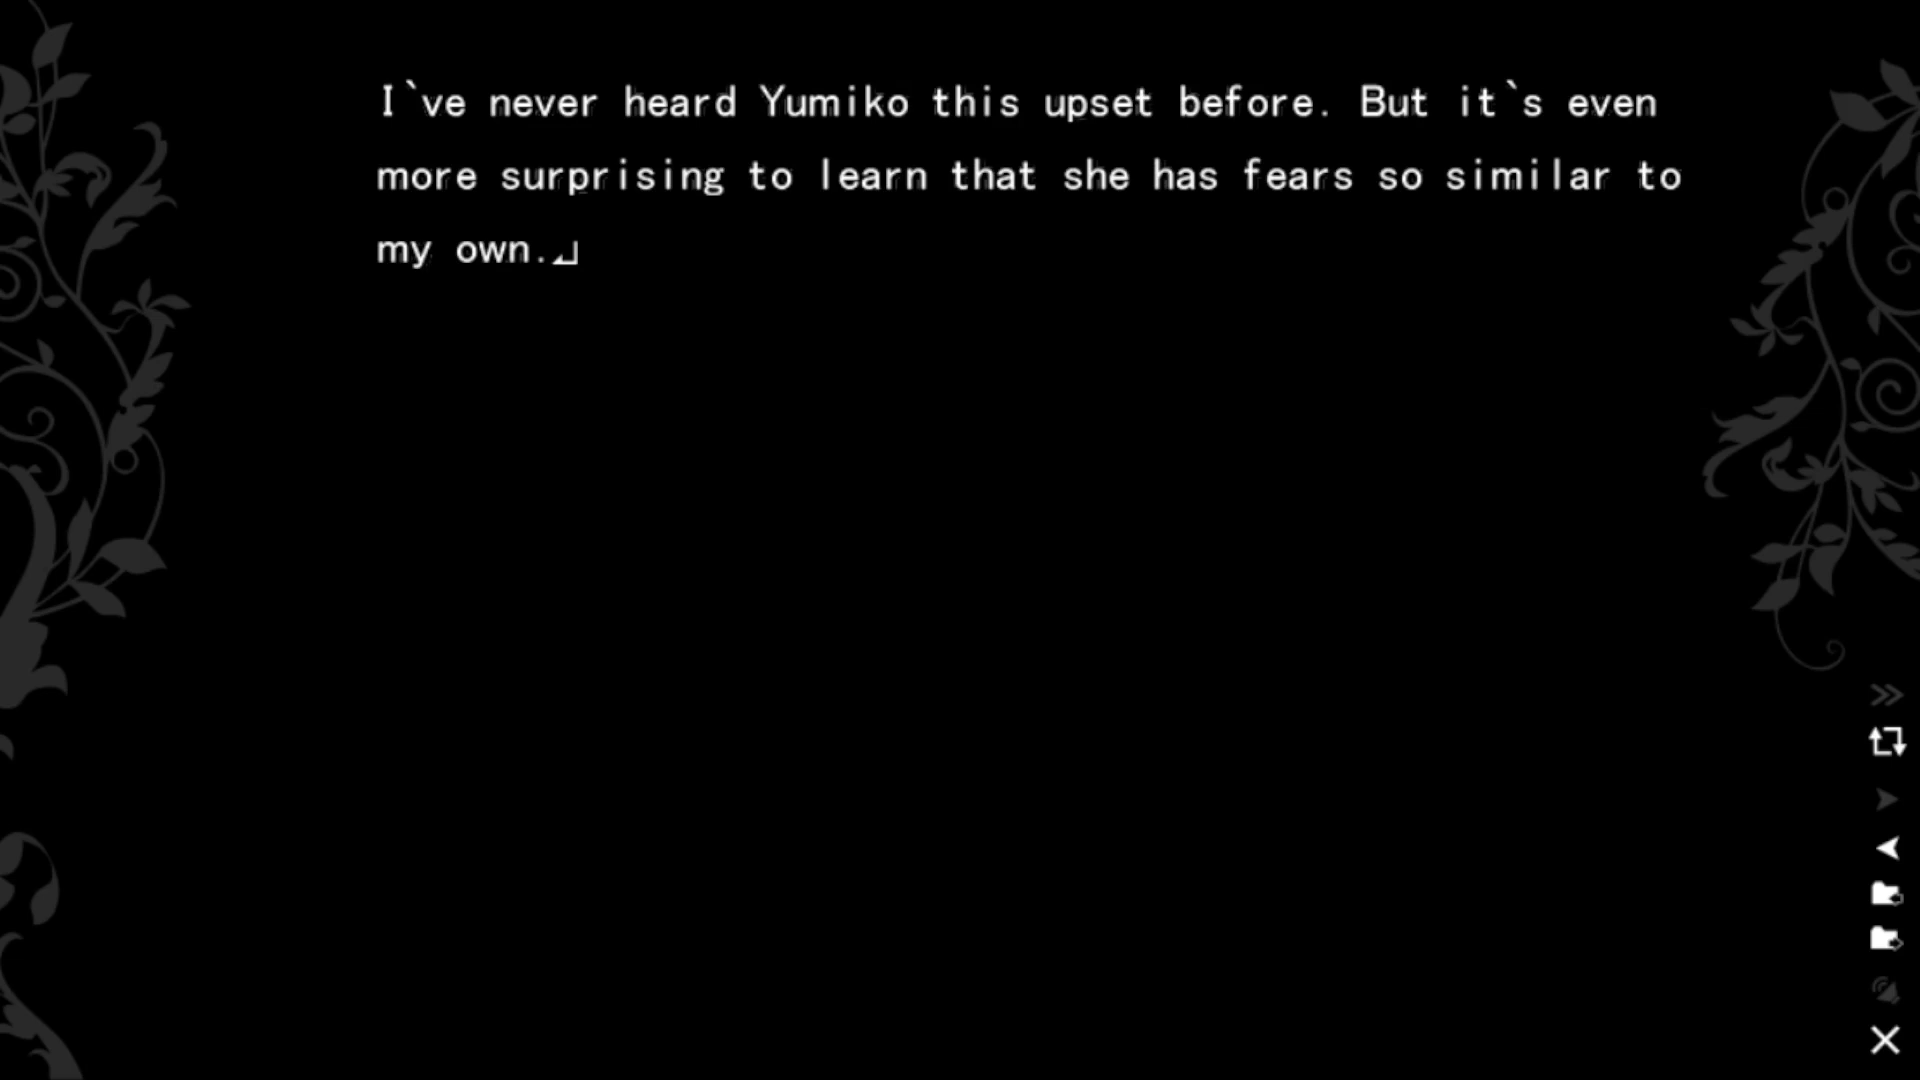 I`ve never heard Yumiko this upset before. But it`s even
more surprising to learn that she has fears so similar to
my own.